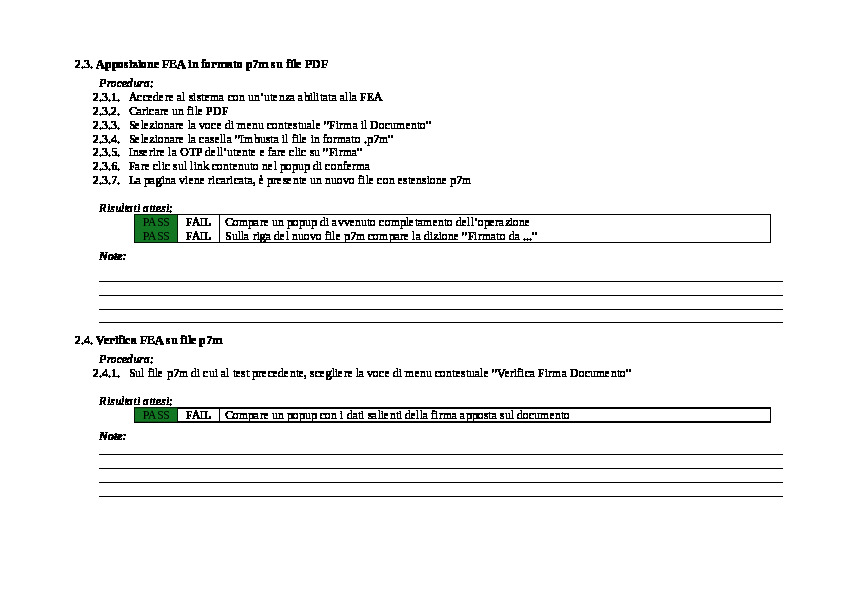 2.3. Apposizione FEA in formato p7m su file PDF
Procedura:
2.3.1. Accedere al sistema con un'utenza abilitata alla FEA
2.3.2. Caricare un file PDF
2.3.3. Selezionare la voce di menu contestuale "Firma il Documento"
2.3.4. Selezionare la casella "Imbusta il file in formato .p7m"
2.3.5. Inserire la OTP dell'utente e fare clic su "Firma"
2.3.6. Fare clic sul link contenuto nel popup di conferma
2.3.7. La pagina viene ricaricata, è presente un nuovo file con estensione p7m
Risultati attesi:
PASS FAIL Compare un popup di avvenuto completamento dell'operazione
PASS FAIL Sulla riga del nuovo file p7m compare la dizione "Firmato da ..."
Note:
2.4. Verifica FEA su file p7m
Procedura:
2.4.1. Sul file p7m di cui al test precedente, scegliere la voce di menu contestuale "Verifica Firma Documento"
Risultati attesi:
PASS FAIL Compare un popup con i dati salienti della firma apposta sul documento
Note: